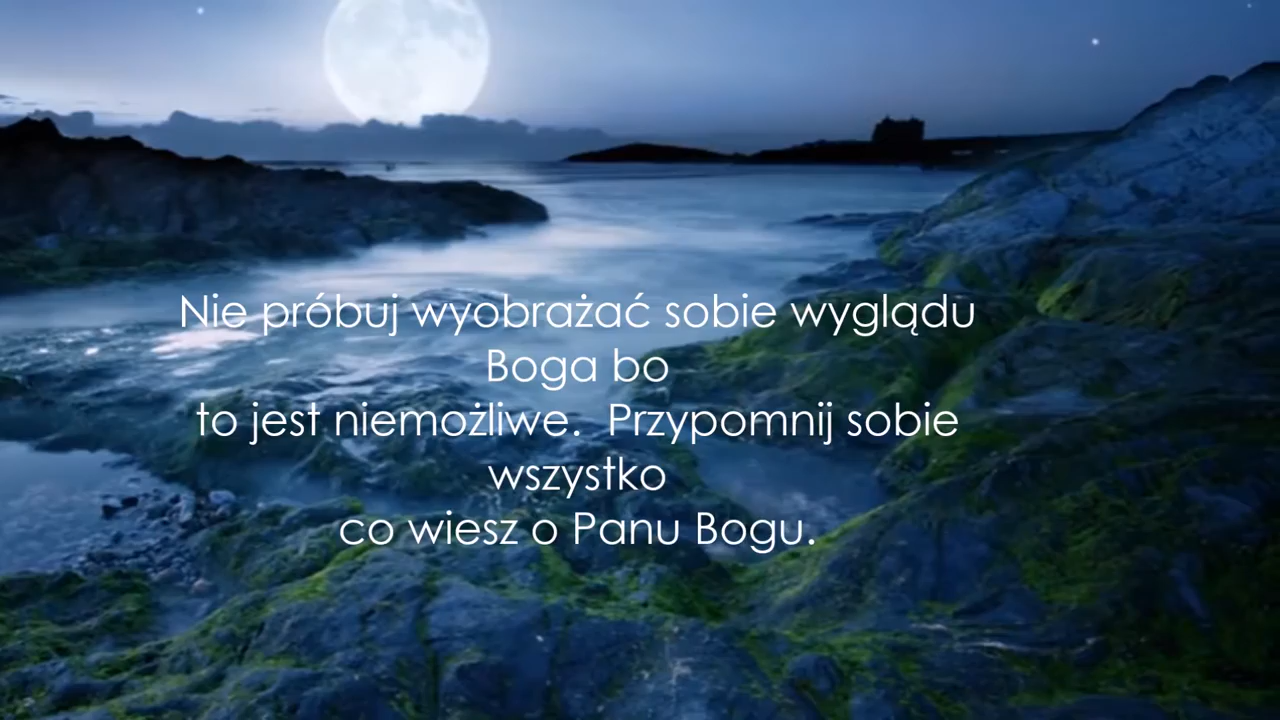 Nie próbuj wyobrażać sobie wyglądu
Boga bo
to jest niemożliwe.  Przypomnij sobie
wszystko
co wiesz o Panu Bogu.